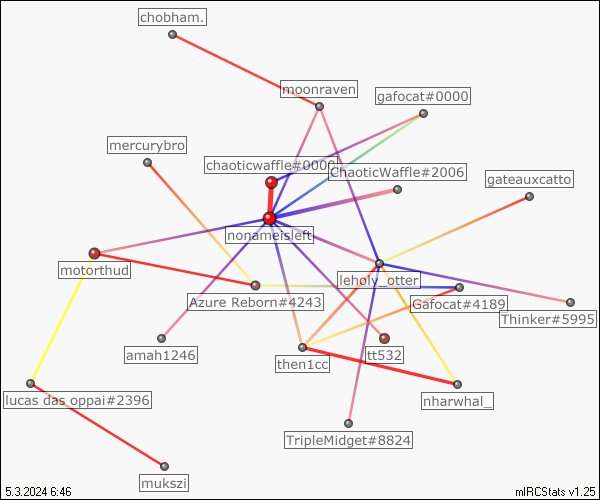 chobham.
moonraven
gafocat#0000
mercurybro
chaoticwaffle#0000
ChaoticWaffle#2006
gateauxcatto
nonameisleft
motorthud
leholy_otter
Azure Reborn#4243
Gafocat#4189
Thinker#5995
amah1246
then1cc
tt532
lucas das oppai#2396
nharwhal_
TripleMidget#8824
mukszi
5.3.2024 6:46
mIRCStats v1.25